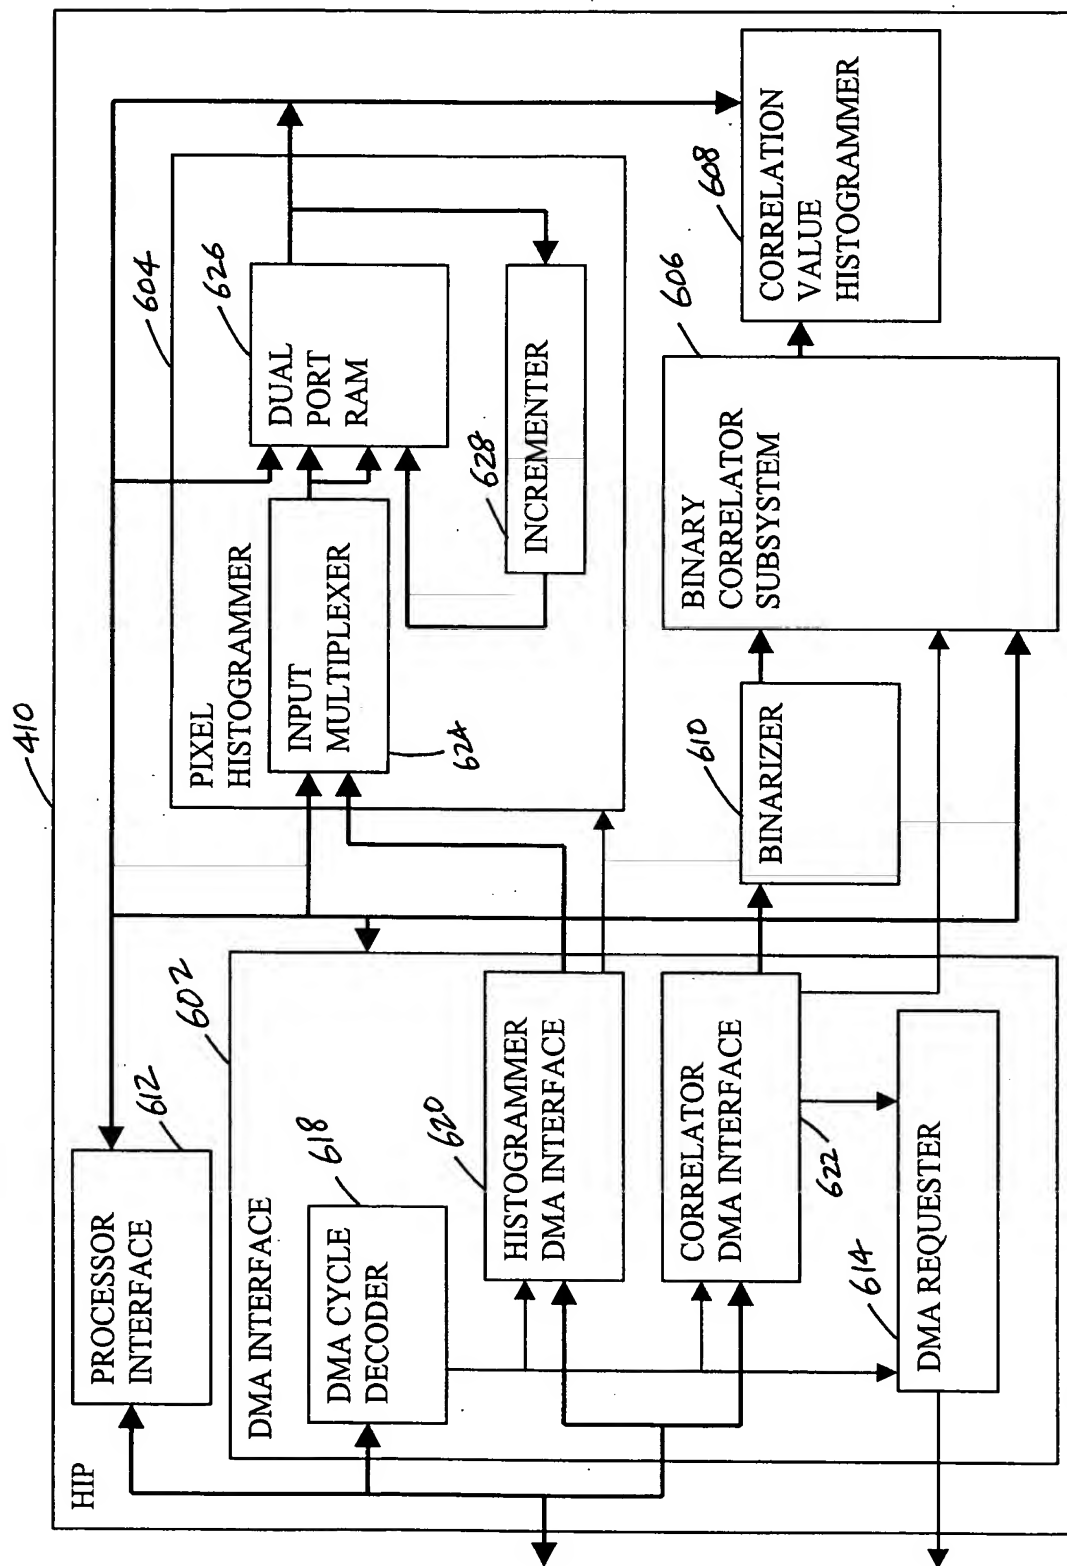 410
HIP
PROCESSOR
INTERFACE
612
602
DMA INTERFACE
DMA CYCLE
DECODER
618
HISTOGRAMMER
DMA INTERFACE
620
CORRELATOR
DMA INTERFACE
622
DMA REQUESTER
614
604
PIXEL
HISTOGRAMMER
INPUT
MULTIPLEXER
624
DUAL
PORT
RAM
626
INCREMENTER
628
BINARIZER
610
BINARY
CORRELATOR
SUBSYSTEM
606
CORRELATION
VALUE
HISTOGRAMMER
608